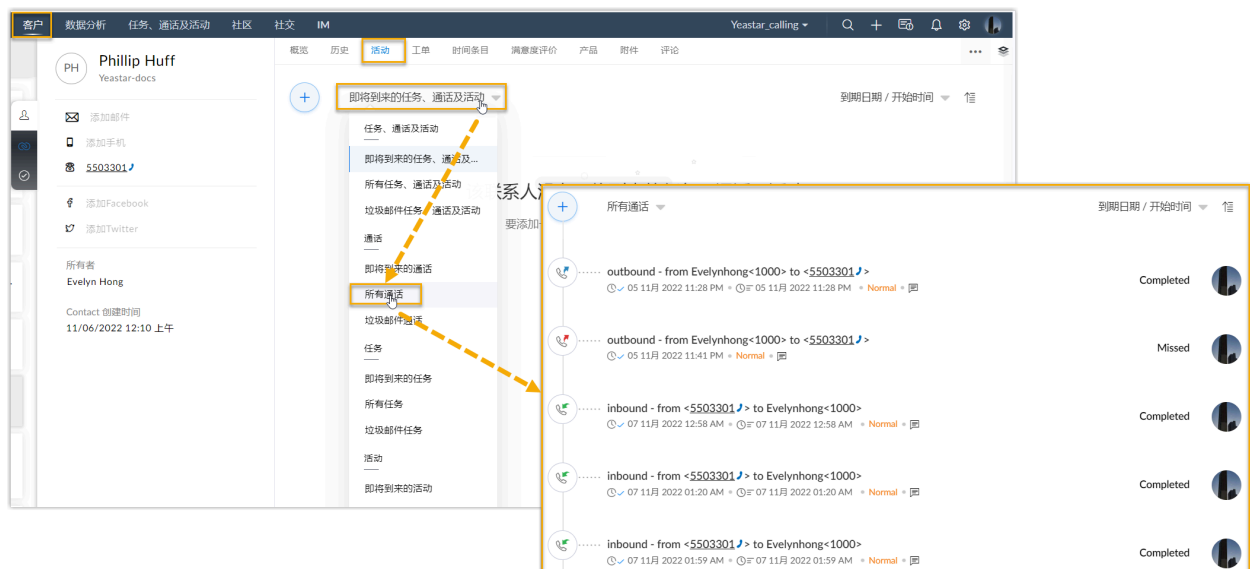 客户 数据分析 任务、通话及活动 社区 社交 IM Yeastar_calling
PH Phillip Huff
Yeastar-docs
添加邮件
添加手机
5503301
添加Facebook
添加Twitter
所有者
Evelyn Hong
Contact 创建时间
11/06/2022 12:10 上午
概览 历史 活动 工单 时间条目 满意度评价 产品 附件 评论
即将到来的任务、通话及活动 到期日期 / 开始时间
任务、通话及活动
即将到来的任务、通话及...
所有任务、通话及活动
垃圾邮件任务、通话及活动
通话
即将到来的通话
所有通话
垃圾邮件通话
任务
即将到来的任务
所有任务
垃圾邮件任务
活动
即将到来的活动
系人
要添加
所有通话 到期日期 / 开始时间
outbound - from Evelynhong<1000> to <5503301 > Completed
05 11月 2022 11:28 PM 05 11月 2022 11:28 PM Normal
outbound - from Evelynhong<1000> to <5503301 > Missed
05 11月 2022 11:41 PM Normal
inbound - from <5503301 > to Evelynhong<1000> Completed
07 11月 2022 12:58 AM 07 11月 2022 12:58 AM Normal
inbound - from <5503301 > to Evelynhong<1000> Completed
07 11月 2022 01:20 AM 07 11月 2022 01:20 AM Normal
inbound - from <5503301 > to Evelynhong<1000> Completed
07 11月 2022 01:59 AM 07 11月 2022 01:59 AM Normal